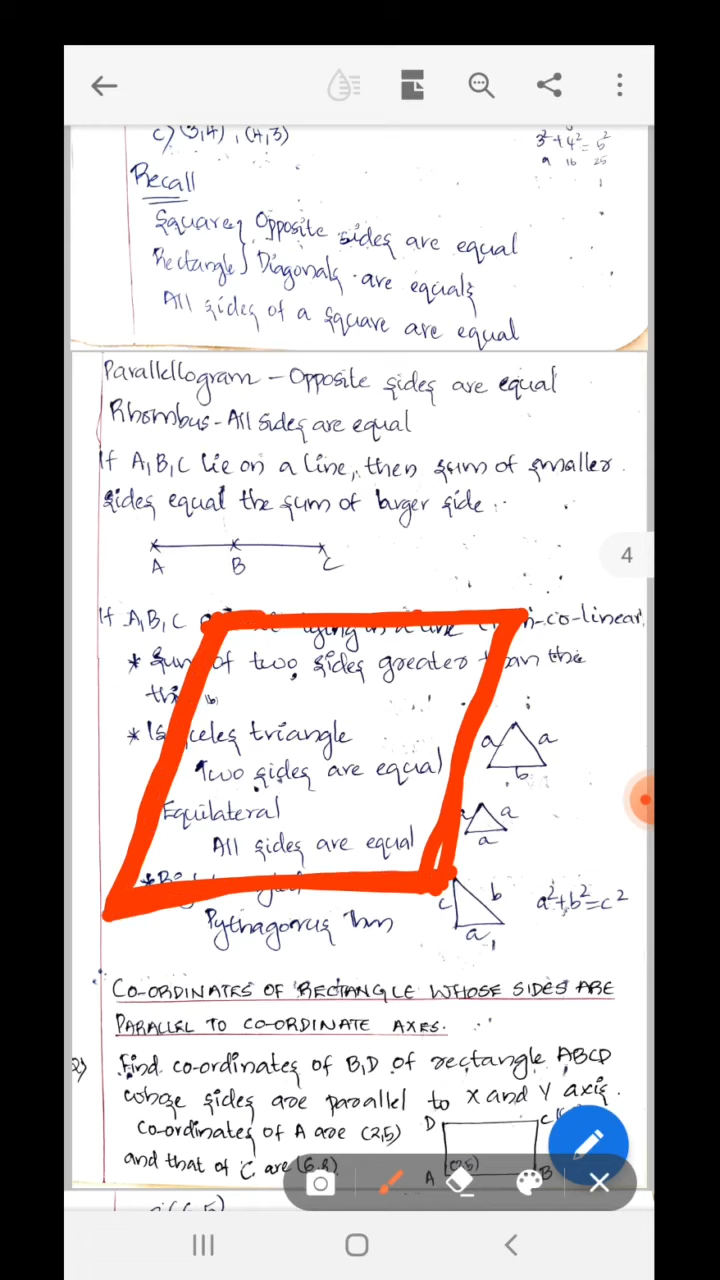 c) (3,4) , (4,3)
3²+4²=5²
9 16 25
Recall
Square } Opposite sides are equal
Rectangle } Diagonals are equal
All sides of a square are equal
Parallellogram - Opposite sides are equal
Rhombus - All sides are equal
If A,B,C lie on a line, then sum of smaller
sides equal the sum of larger side
A B C
4
If A,B,C co-linear
* Sum of two sides greater than the
* triangle
Two sides are equal
a a
b
Equilateral
All sides are equal
a
a
Pythagorus Thm
c b
a
a²+b²=c²
CO-ORDINATES OF RECTANGLE WHOSE SIDES ARE
PARALLEL TO CO-ORDINATE AXES.
Find co-ordinates of B,D of rectangle ABCD
whose sides are parallel to X and Y axis.
Co-ordinates of A are (2,5)
and that of C are (6,8)
D C
A (2,5) B